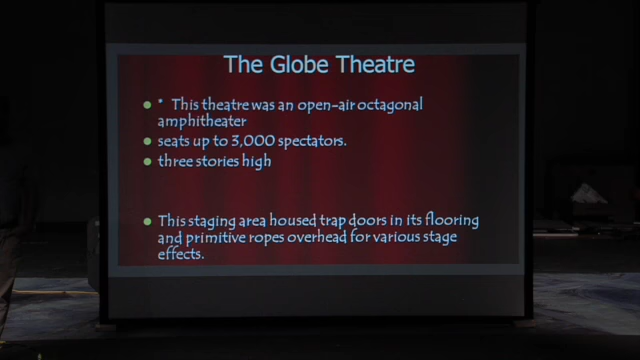 The Globe Theatre
* This theatre was an open-air octagonal
amphitheater
seats up to 3,000 spectators.
three stories high
This staging area housed trap doors in its flooring
and primitive ropes overhead for various stage
effects.